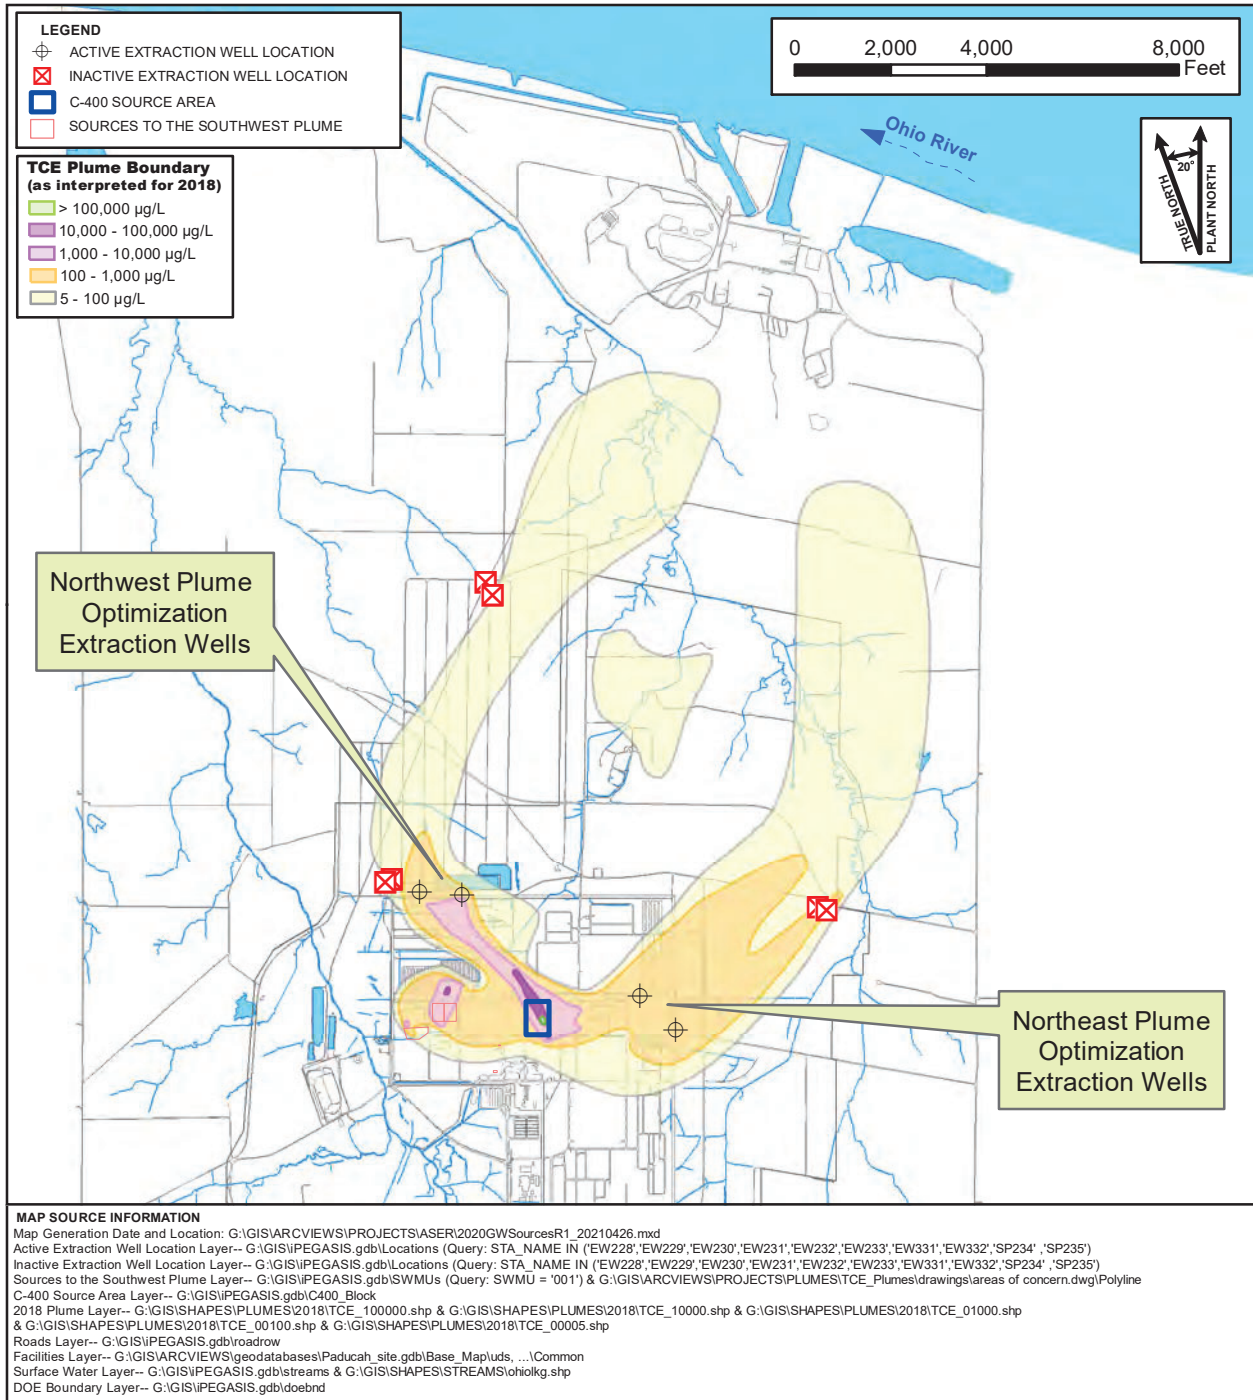 LEGEND
ACTIVE EXTRACTION WELL LOCATION
INACTIVE EXTRACTION WELL LOCATION
C-400 SOURCE AREA
SOURCES TO THE SOUTHWEST PLUME
TCE Plume Boundary
(as interpreted for 2018)
> 100,000 µg/L
10,000 - 100,000 µg/L
1,000 - 10,000 µg/L
100 - 1,000 µg/L
5 - 100 µg/L
0 2,000 4,000 8,000
Feet
Ohio River
20°
TRUE NORTH
PLANT NORTH
Northwest Plume
Optimization
Extraction Wells
Northeast Plume
Optimization
Extraction Wells
MAP SOURCE INFORMATION
Map Generation Date and Location: G:\GIS\ARCVIEWS\PROJECTS\ASER\2020GWSourcesR1_20210426.mxd
Active Extraction Well Location Layer-- G:\GIS\iPEGASIS.gdb\Locations (Query: STA_NAME IN ('EW228','EW229','EW230','EW231','EW232','EW233','EW331','EW332','SP234' ,'SP235')
Inactive Extraction Well Location Layer-- G:\GIS\iPEGASIS.gdb\Locations (Query: STA_NAME IN ('EW228','EW229','EW230','EW231','EW232','EW233','EW331','EW332','SP234' ,'SP235')
Sources to the Southwest Plume Layer-- G:\GIS\iPEGASIS.gdb\SWMUs (Query: SWMU = '001') & G:\GIS\ARCVIEWS\PROJECTS\PLUMES\TCE_Plumes\drawings\areas of concern.dwg\Polyline
C-400 Source Area Layer-- G:\GIS\iPEGASIS.gdb\C400_Block
2018 Plume Layer-- G:\GIS\SHAPES\PLUMES\2018\TCE_100000.shp & G:\GIS\SHAPES\PLUMES\2018\TCE_10000.shp & G:\GIS\SHAPES\PLUMES\2018\TCE_01000.shp
& G:\GIS\SHAPES\PLUMES\2018\TCE_00100.shp & G:\GIS\SHAPES\PLUMES\2018\TCE_00005.shp
Roads Layer-- G:\GIS\iPEGASIS.gdb\roadrow
Facilities Layer-- G:\GIS\ARCVIEWS\geodatabases\Paducah_site.gdb\Base_Map\uds, ...\Common
Surface Water Layer-- G:\GIS\iPEGASIS.gdb\streams & G:\GIS\SHAPES\STREAMS\ohiolkg.shp
DOE Boundary Layer-- G:\GIS\iPEGASIS.gdb\doebnd